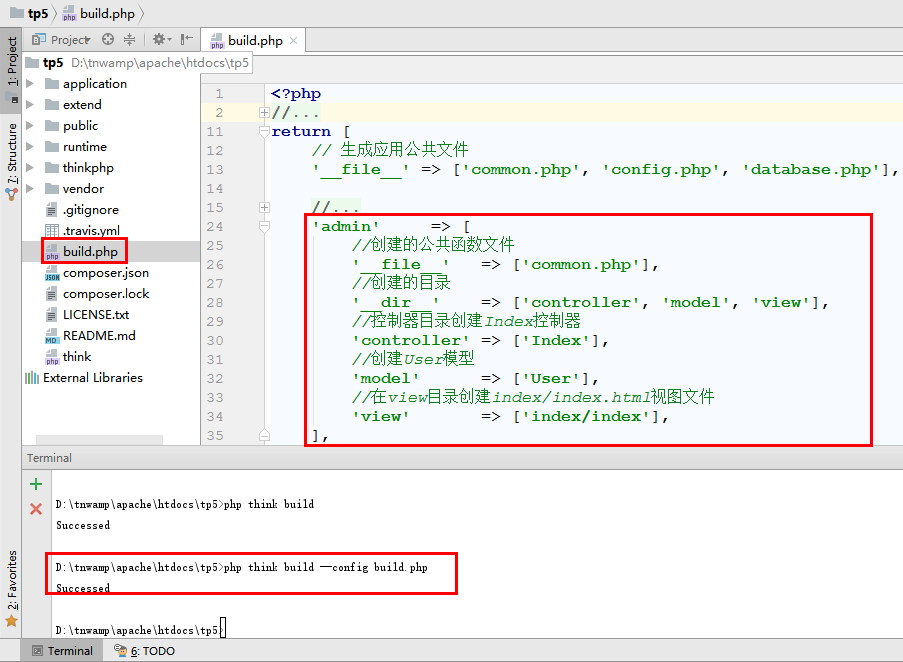 tp5 build.php
Project build.php
1: Project
tp5 D:\tnwamp\apache\htdocs\tp5
application
extend
public
runtime
thinkphp
vendor
.gitignore
.travis.yml
build.php
composer.json
composer.lock
LICENSE.txt
README.md
think
External Libraries
7: Structure
1 <?php
2 //...
11 return [
12 // 生成应用公共文件
13 '__file__' => ['common.php', 'config.php', 'database.php'],
14
15 //...
24 'admin' => [
25 //创建的公共函数文件
26 '__file__' => ['common.php'],
27 //创建的目录
28 '__dir__' => ['controller', 'model', 'view'],
29 //控制器目录创建Index控制器
30 'controller' => ['Index'],
31 //创建User模型
32 'model' => ['User'],
33 //在view目录创建index/index.html视图文件
34 'view' => ['index/index'],
35 ],
Terminal
D:\tnwamp\apache\htdocs\tp5>php think build
Successed
D:\tnwamp\apache\htdocs\tp5>php think build —config build.php
Successed
D:\tnwamp\apache\htdocs\tp5>
2: Favorites
Terminal 6: TODO